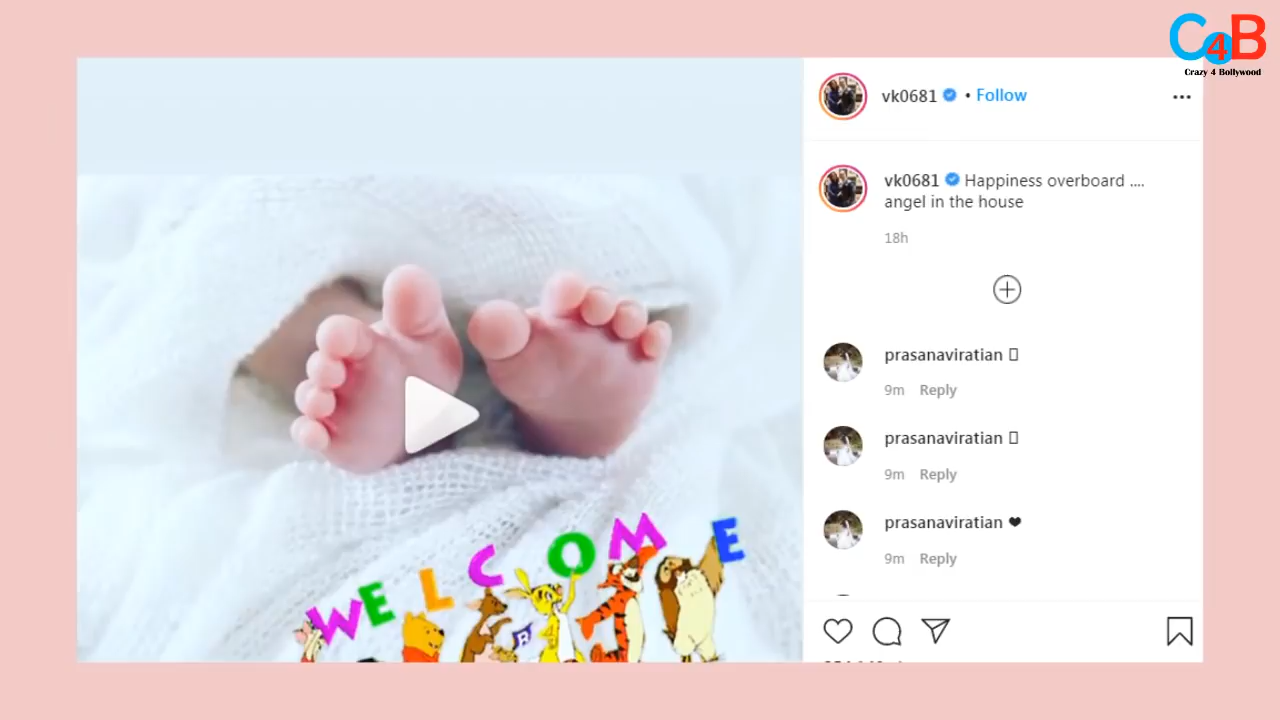 C4B
Crazy 4 Bollywood
vk0681 • Follow
vk0681 Happiness overboard ....
angel in the house
18h
prasanaviratian
9m Reply
prasanaviratian
9m Reply
prasanaviratian ❤
9m Reply
WELCOME
B